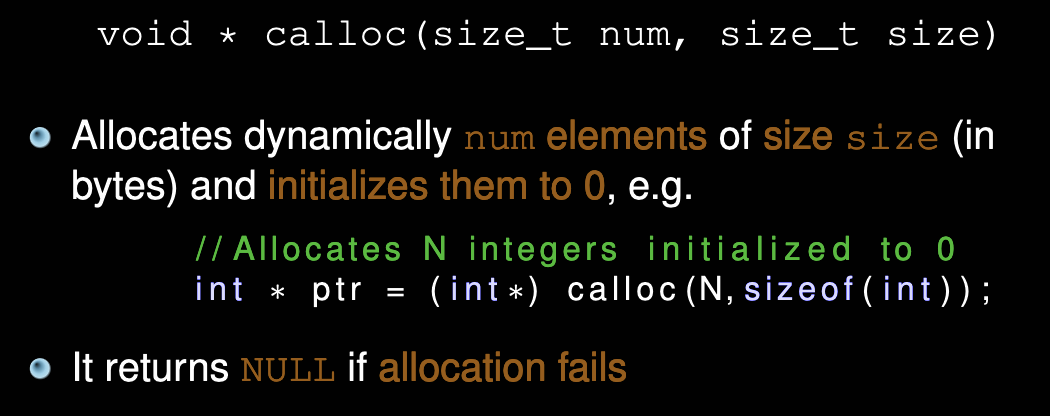 void * calloc(size_t num, size_t size)
Allocates dynamically num elements of size size (in
bytes) and initializes them to 0, e.g.
//Allocates N integers initialized to 0
int * ptr = (int*) calloc(N,sizeof(int));
It returns NULL if allocation fails